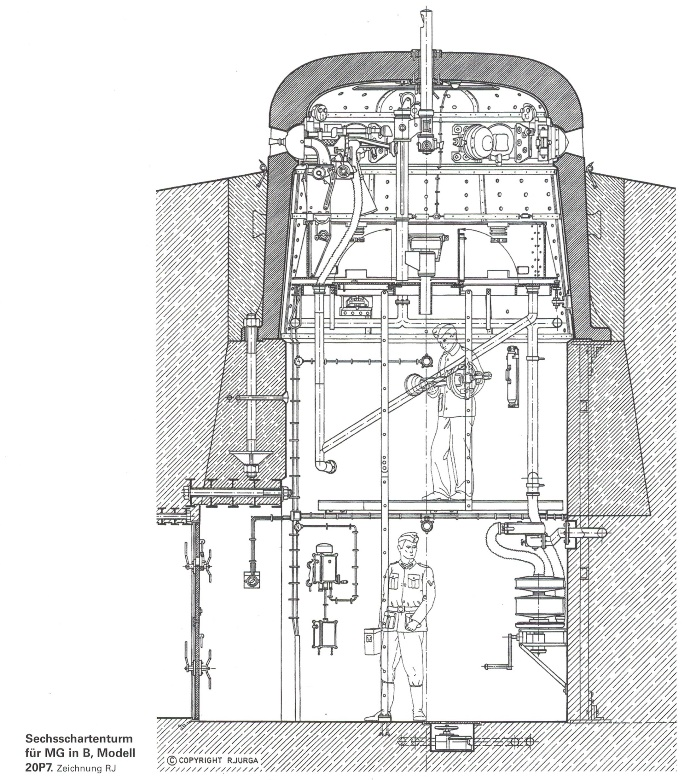 Sechsschartenturm
für MG in B, Modell
20P7. Zeichnung RJ
© COPYRIGHT R.JURGA